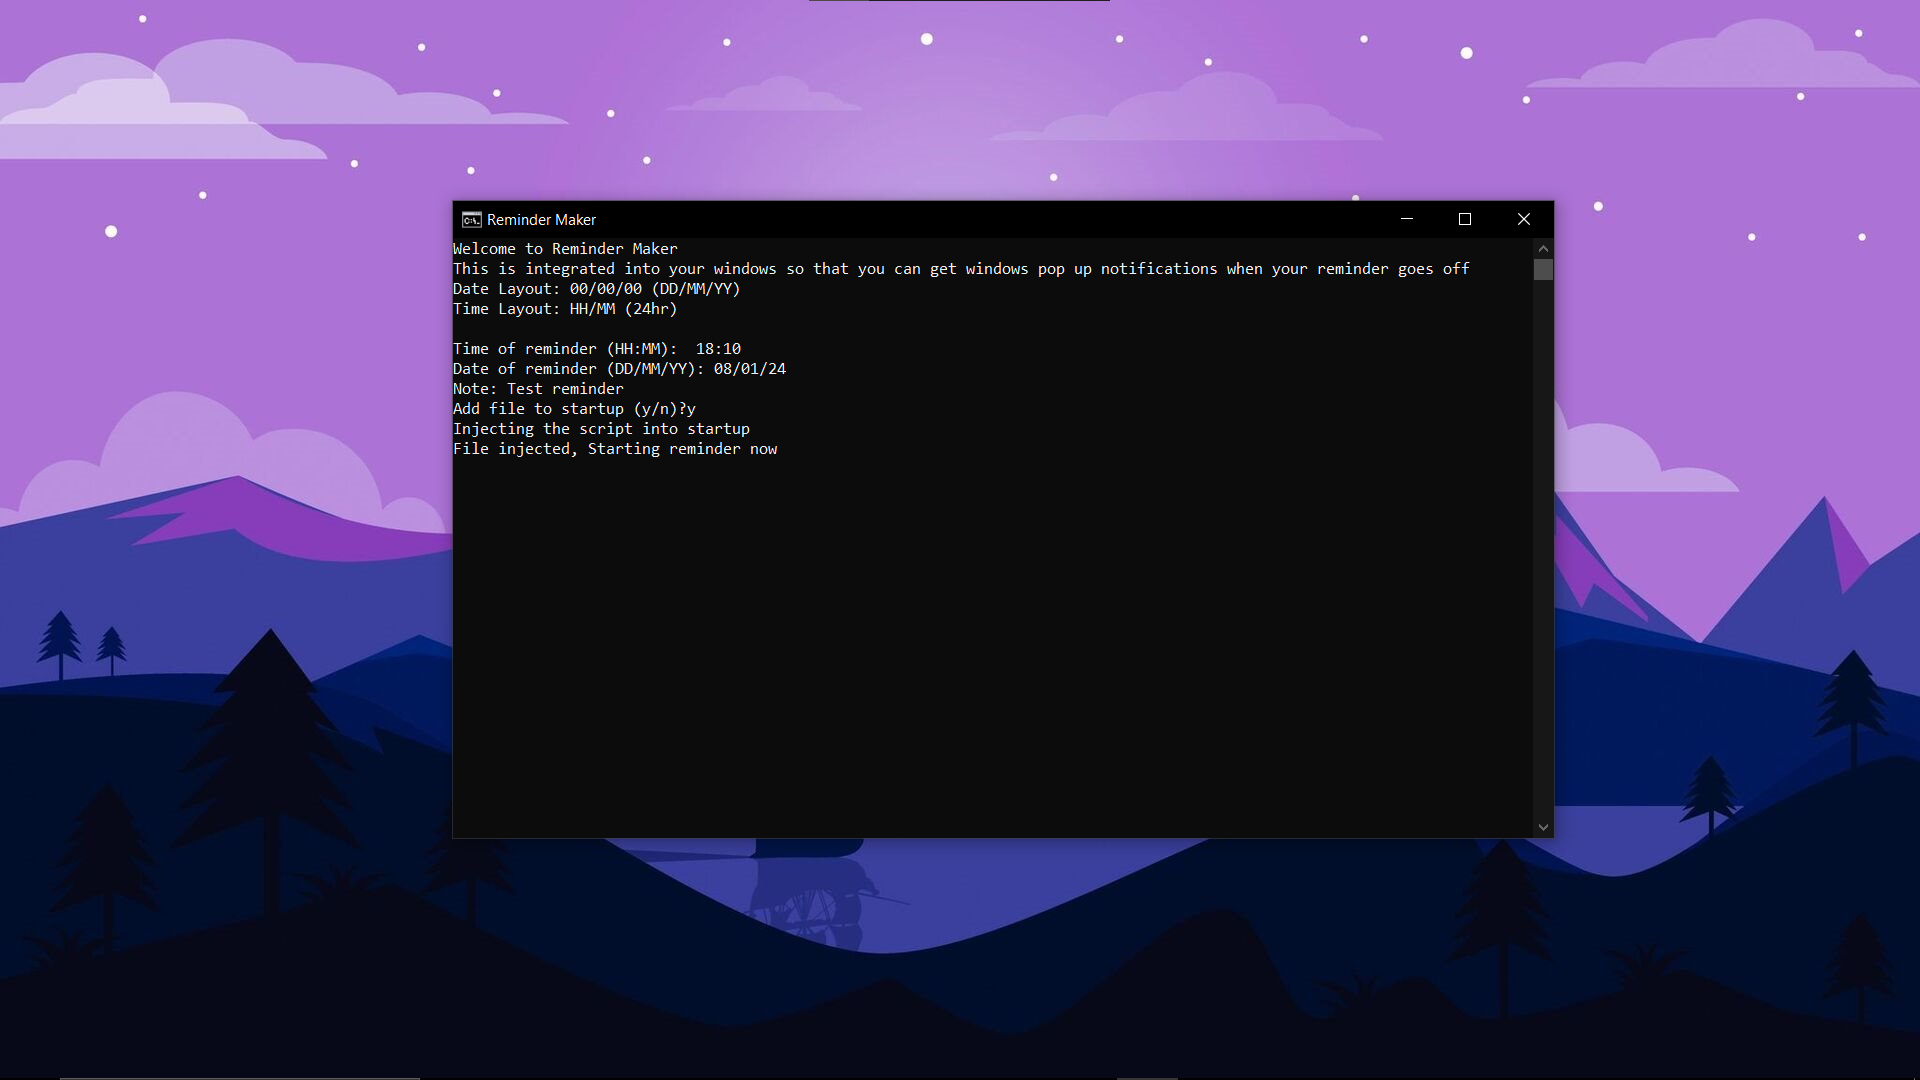 Reminder Maker
Welcome to Reminder Maker
This is integrated into your windows so that you can get windows pop up notifications when your reminder goes off
Date Layout: 00/00/00 (DD/MM/YY)
Time Layout: HH/MM (24hr)
Time of reminder (HH:MM):  18:10
Date of reminder (DD/MM/YY): 08/01/24
Note: Test reminder
Add file to startup (y/n)?y
Injecting the script into startup
File injected, Starting reminder now